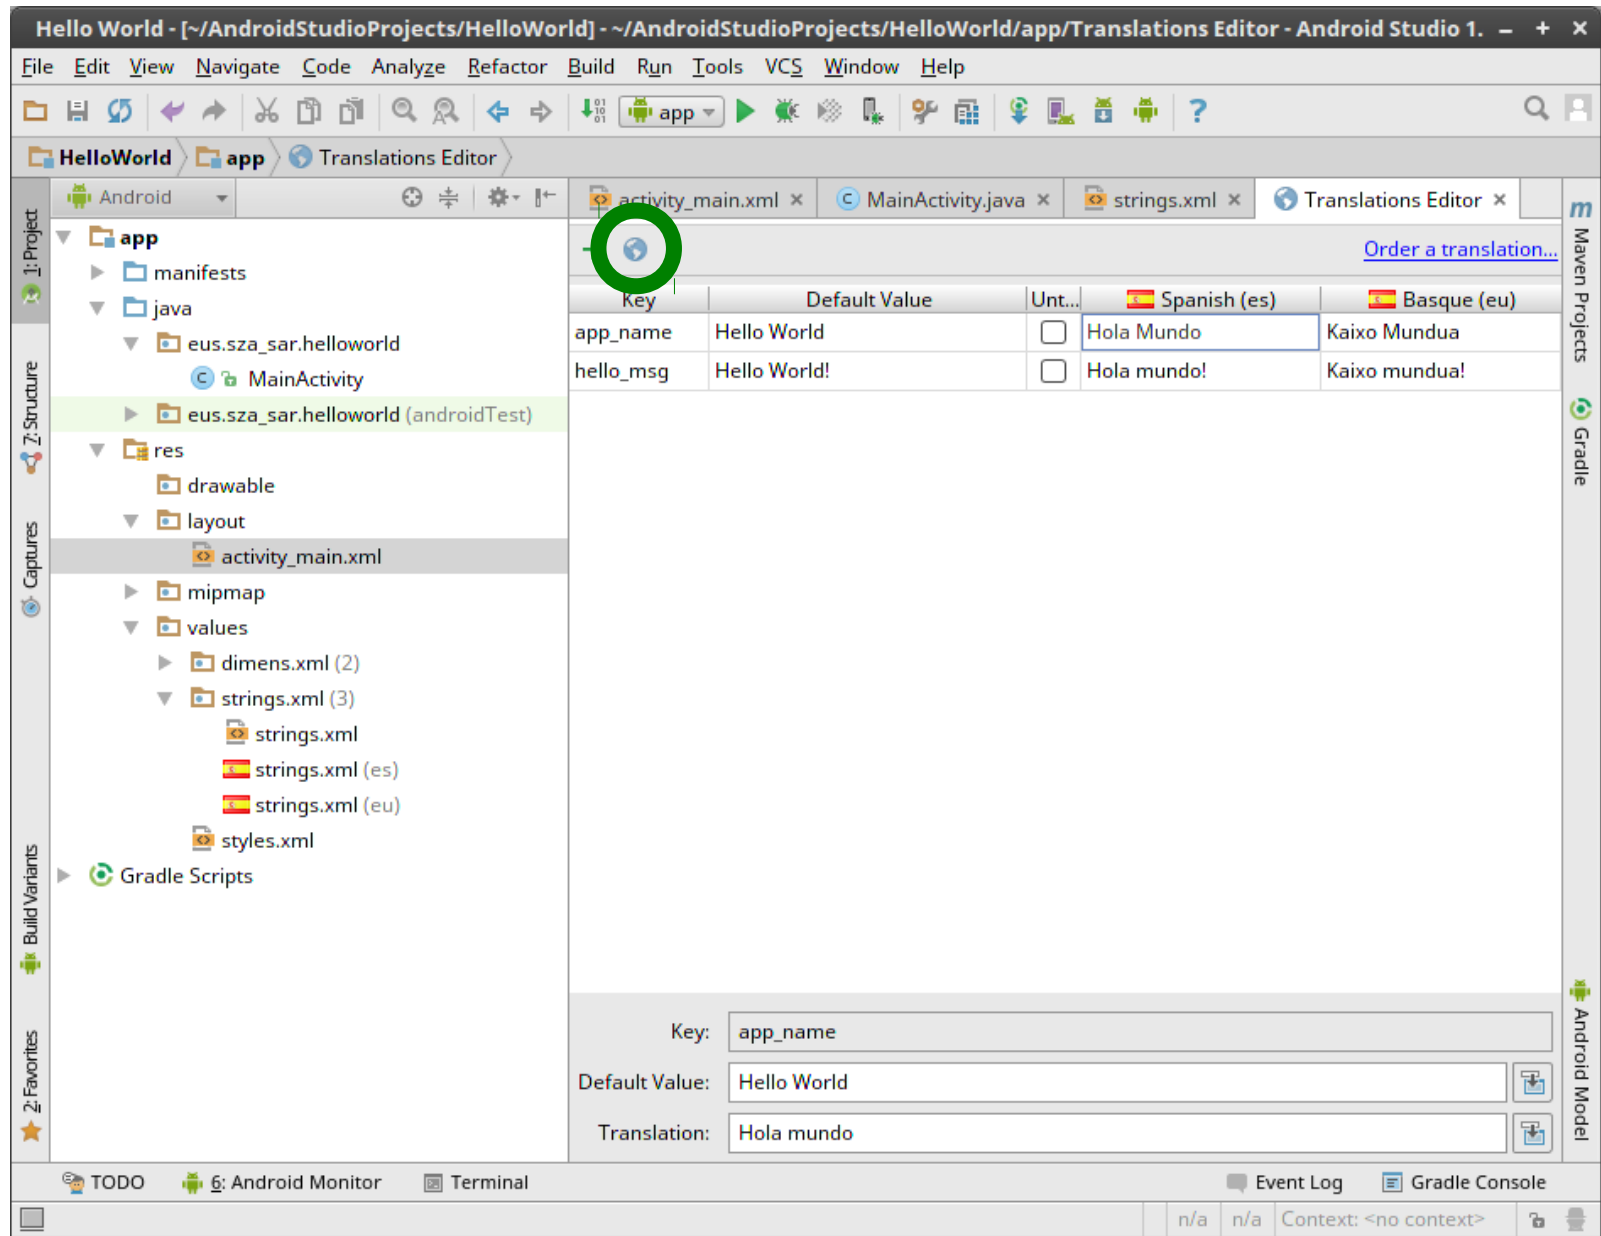 Hello World - [~/AndroidStudioProjects/HelloWorld] - ~/AndroidStudioProjects/HelloWorld/app/Translations Editor - Android Studio 1.
File Edit View Navigate Code Analyze Refactor Build Run Tools VCS Window Help
app
HelloWorld app Translations Editor
Android
activity_main.xml MainActivity.java strings.xml Translations Editor
Order a translation...
1: Project
7: Structure
Captures
Build Variants
2: Favorites
app
manifests
java
eus.sza_sar.helloworld
MainActivity
eus.sza_sar.helloworld (androidTest)
res
drawable
layout
activity_main.xml
mipmap
values
dimens.xml (2)
strings.xml (3)
strings.xml
strings.xml (es)
strings.xml (eu)
styles.xml
Gradle Scripts
Key Default Value Unt... Spanish (es) Basque (eu)
app_name Hello World Hola Mundo Kaixo Mundua
hello_msg Hello World! Hola mundo! Kaixo mundua!
Key: app_name
Default Value: Hello World
Translation: Hola mundo
m Maven Projects
Gradle
Android Model
TODO 6: Android Monitor Terminal Event Log Gradle Console
n/a n/a Context: <no context>